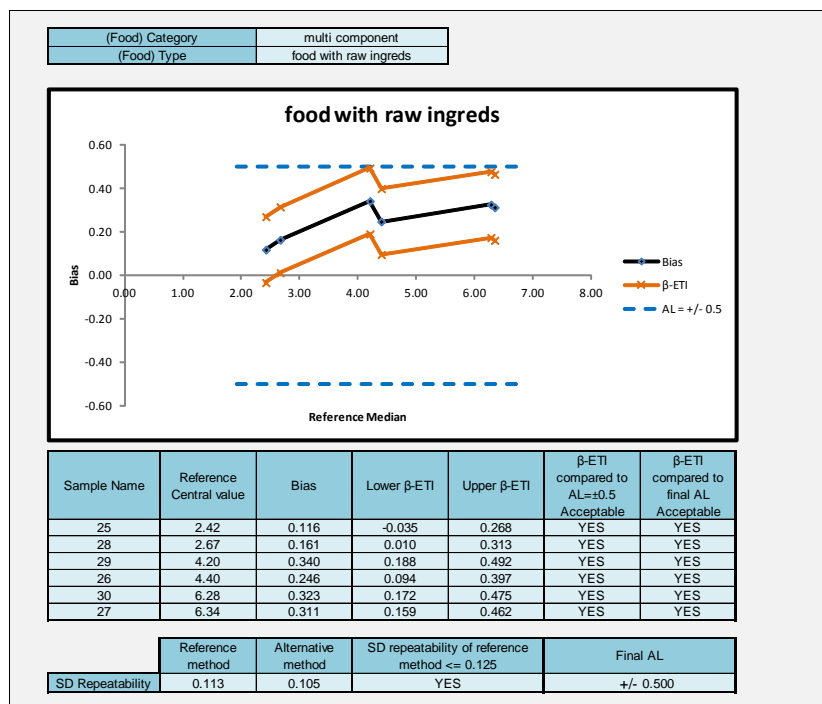 (Food) Category multi component
(Food) Type food with raw ingreds
food with raw ingreds
0.60
0.40
0.20
0.00
-0.20
-0.40
-0.60
Bias
0.00 1.00 2.00 3.00 4.00 5.00 6.00 7.00 8.00
Reference Median
Bias
β-ETI
AL = +/- 0.5
Sample Name Reference Central value Bias Lower β-ETI Upper β-ETI β-ETI compared to AL=±0.5 Acceptable β-ETI compared to final AL Acceptable
25 2.42 0.116 -0.035 0.268 YES YES
28 2.67 0.161 0.010 0.313 YES YES
29 4.20 0.340 0.188 0.492 YES YES
26 4.40 0.246 0.094 0.397 YES YES
30 6.28 0.323 0.172 0.475 YES YES
27 6.34 0.311 0.159 0.462 YES YES
Reference method Alternative method SD repeatability of reference method <= 0.125 Final AL
SD Repeatability 0.113 0.105 YES +/- 0.500